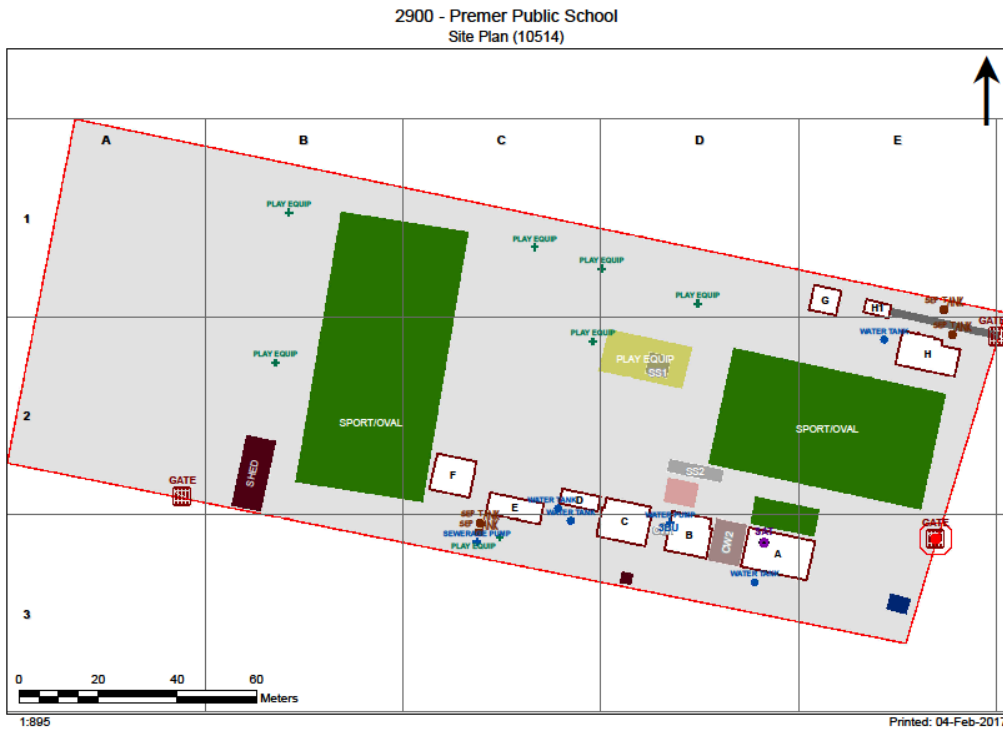 2900 - Premer Public School
Site Plan (10514)
A
B
C
D
E
1
PLAY EQUIP
PLAY EQUIP
PLAY EQUIP
PLAY EQUIP
G
HT
SEP TANK
GATE
SEP TANK
WATER TANK
PLAY EQUIP
H
PLAY EQUIP
PLAY EQUIP
SS1
2
SPORT/OVAL
SPORT/OVAL
SHED
F
SS2
GATE
WATER TANK
D
E
WATER TANK
SEP TANK
SEP TANK
SEWERAGE PUMP
PLAY EQUIP
C
WATER PUMP
3BU
B
CW2
SAT
A
GATE
WATER TANK
3
0 20 40 60
Meters
1:895
Printed: 04-Feb-2017